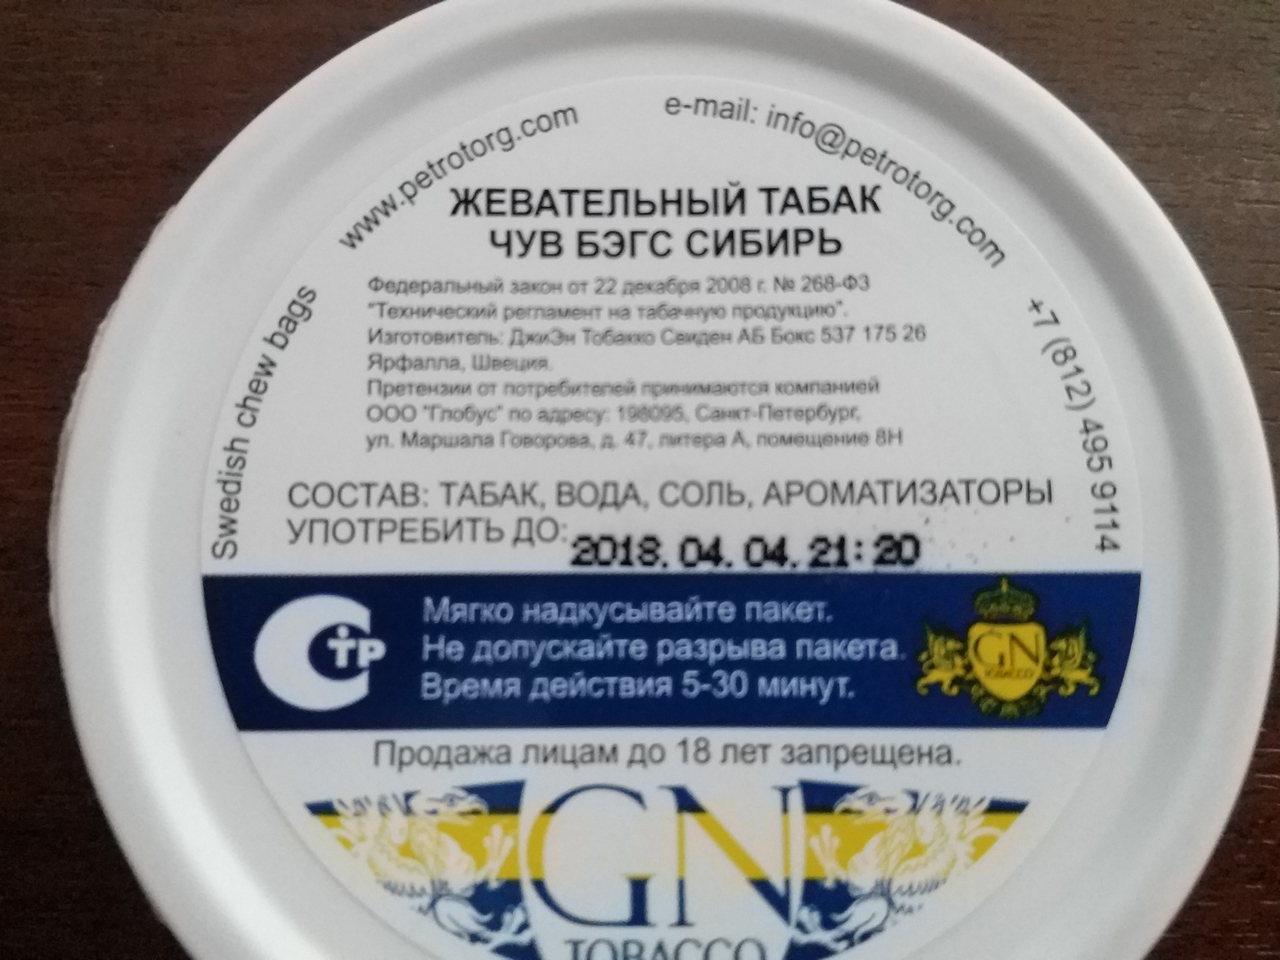 www.petrotorg.com
e-mail: info@petrotorg.com
Swedish chew bags
+7 (812) 495 9114
ЖЕВАТЕЛЬНЫЙ ТАБАК
ЧУВ БЭГС СИБИРЬ
Федеральный закон от 22 декабря 2008 г. № 268-ФЗ
"Технический регламент на табачную продукцию".
Изготовитель: ДжиЭн Тобакко Свиден АБ Бокс 537 175 26
Ярфалла, Швеция.
Претензии от потребителей принимаются компанией
ООО "Глобус" по адресу: 198095, Санкт-Петербург,
ул. Маршала Говорова, д. 47, литера А, помещение 8Н
СОСТАВ: ТАБАК, ВОДА, СОЛЬ, АРОМАТИЗАТОРЫ
УПОТРЕБИТЬ ДО: 2018. 04. 04. 21: 20
Мягко надкусывайте пакет.
Не допускайте разрыва пакета.
Время действия 5-30 минут.
СТР
GN
TOBACCO
Продажа лицам до 18 лет запрещена.
GN
TOBACCO